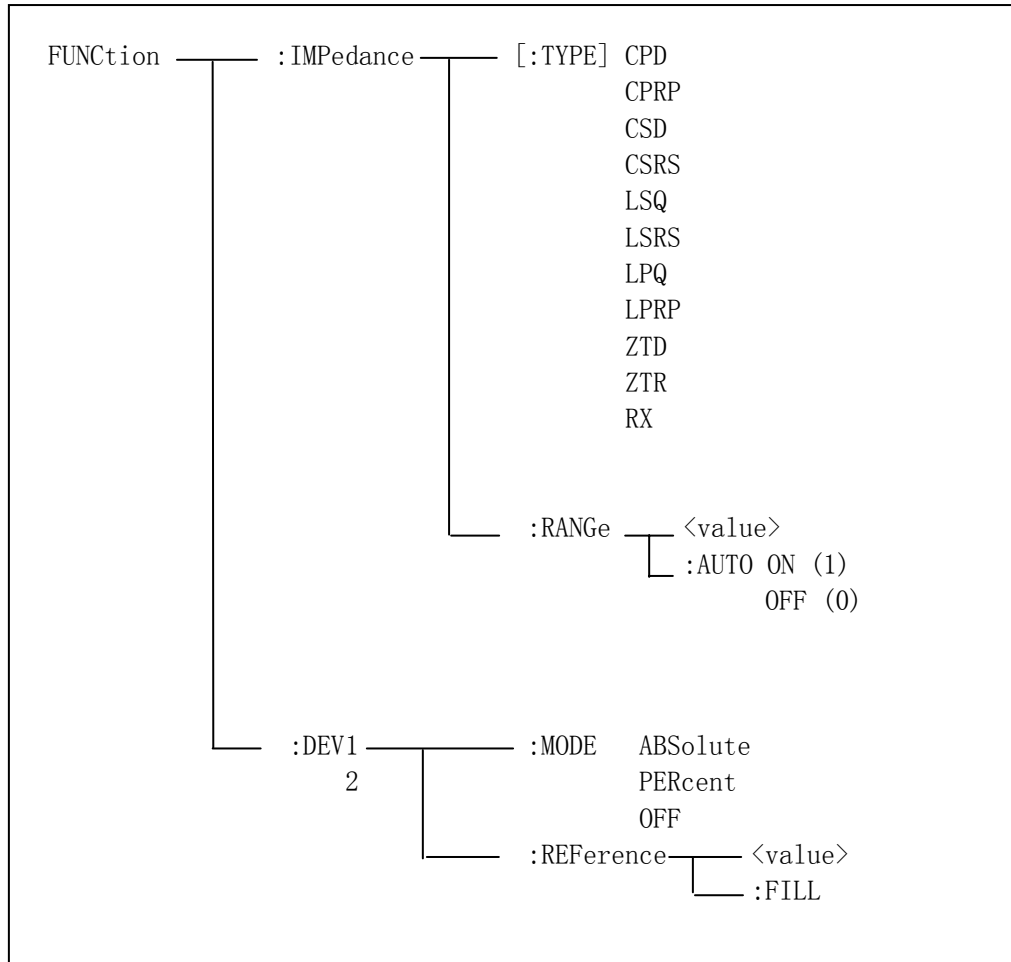 FUNCtion :IMPedance [:TYPE] CPD
CPRP
CSD
CSRS
LSQ
LSRS
LPQ
LPRP
ZTD
ZTR
RX
:RANGe <value>
:AUTO ON (1)
OFF (0)
:DEV1 :MODE ABSolute
2 PERcent
OFF
:REFerence <value>
:FILL